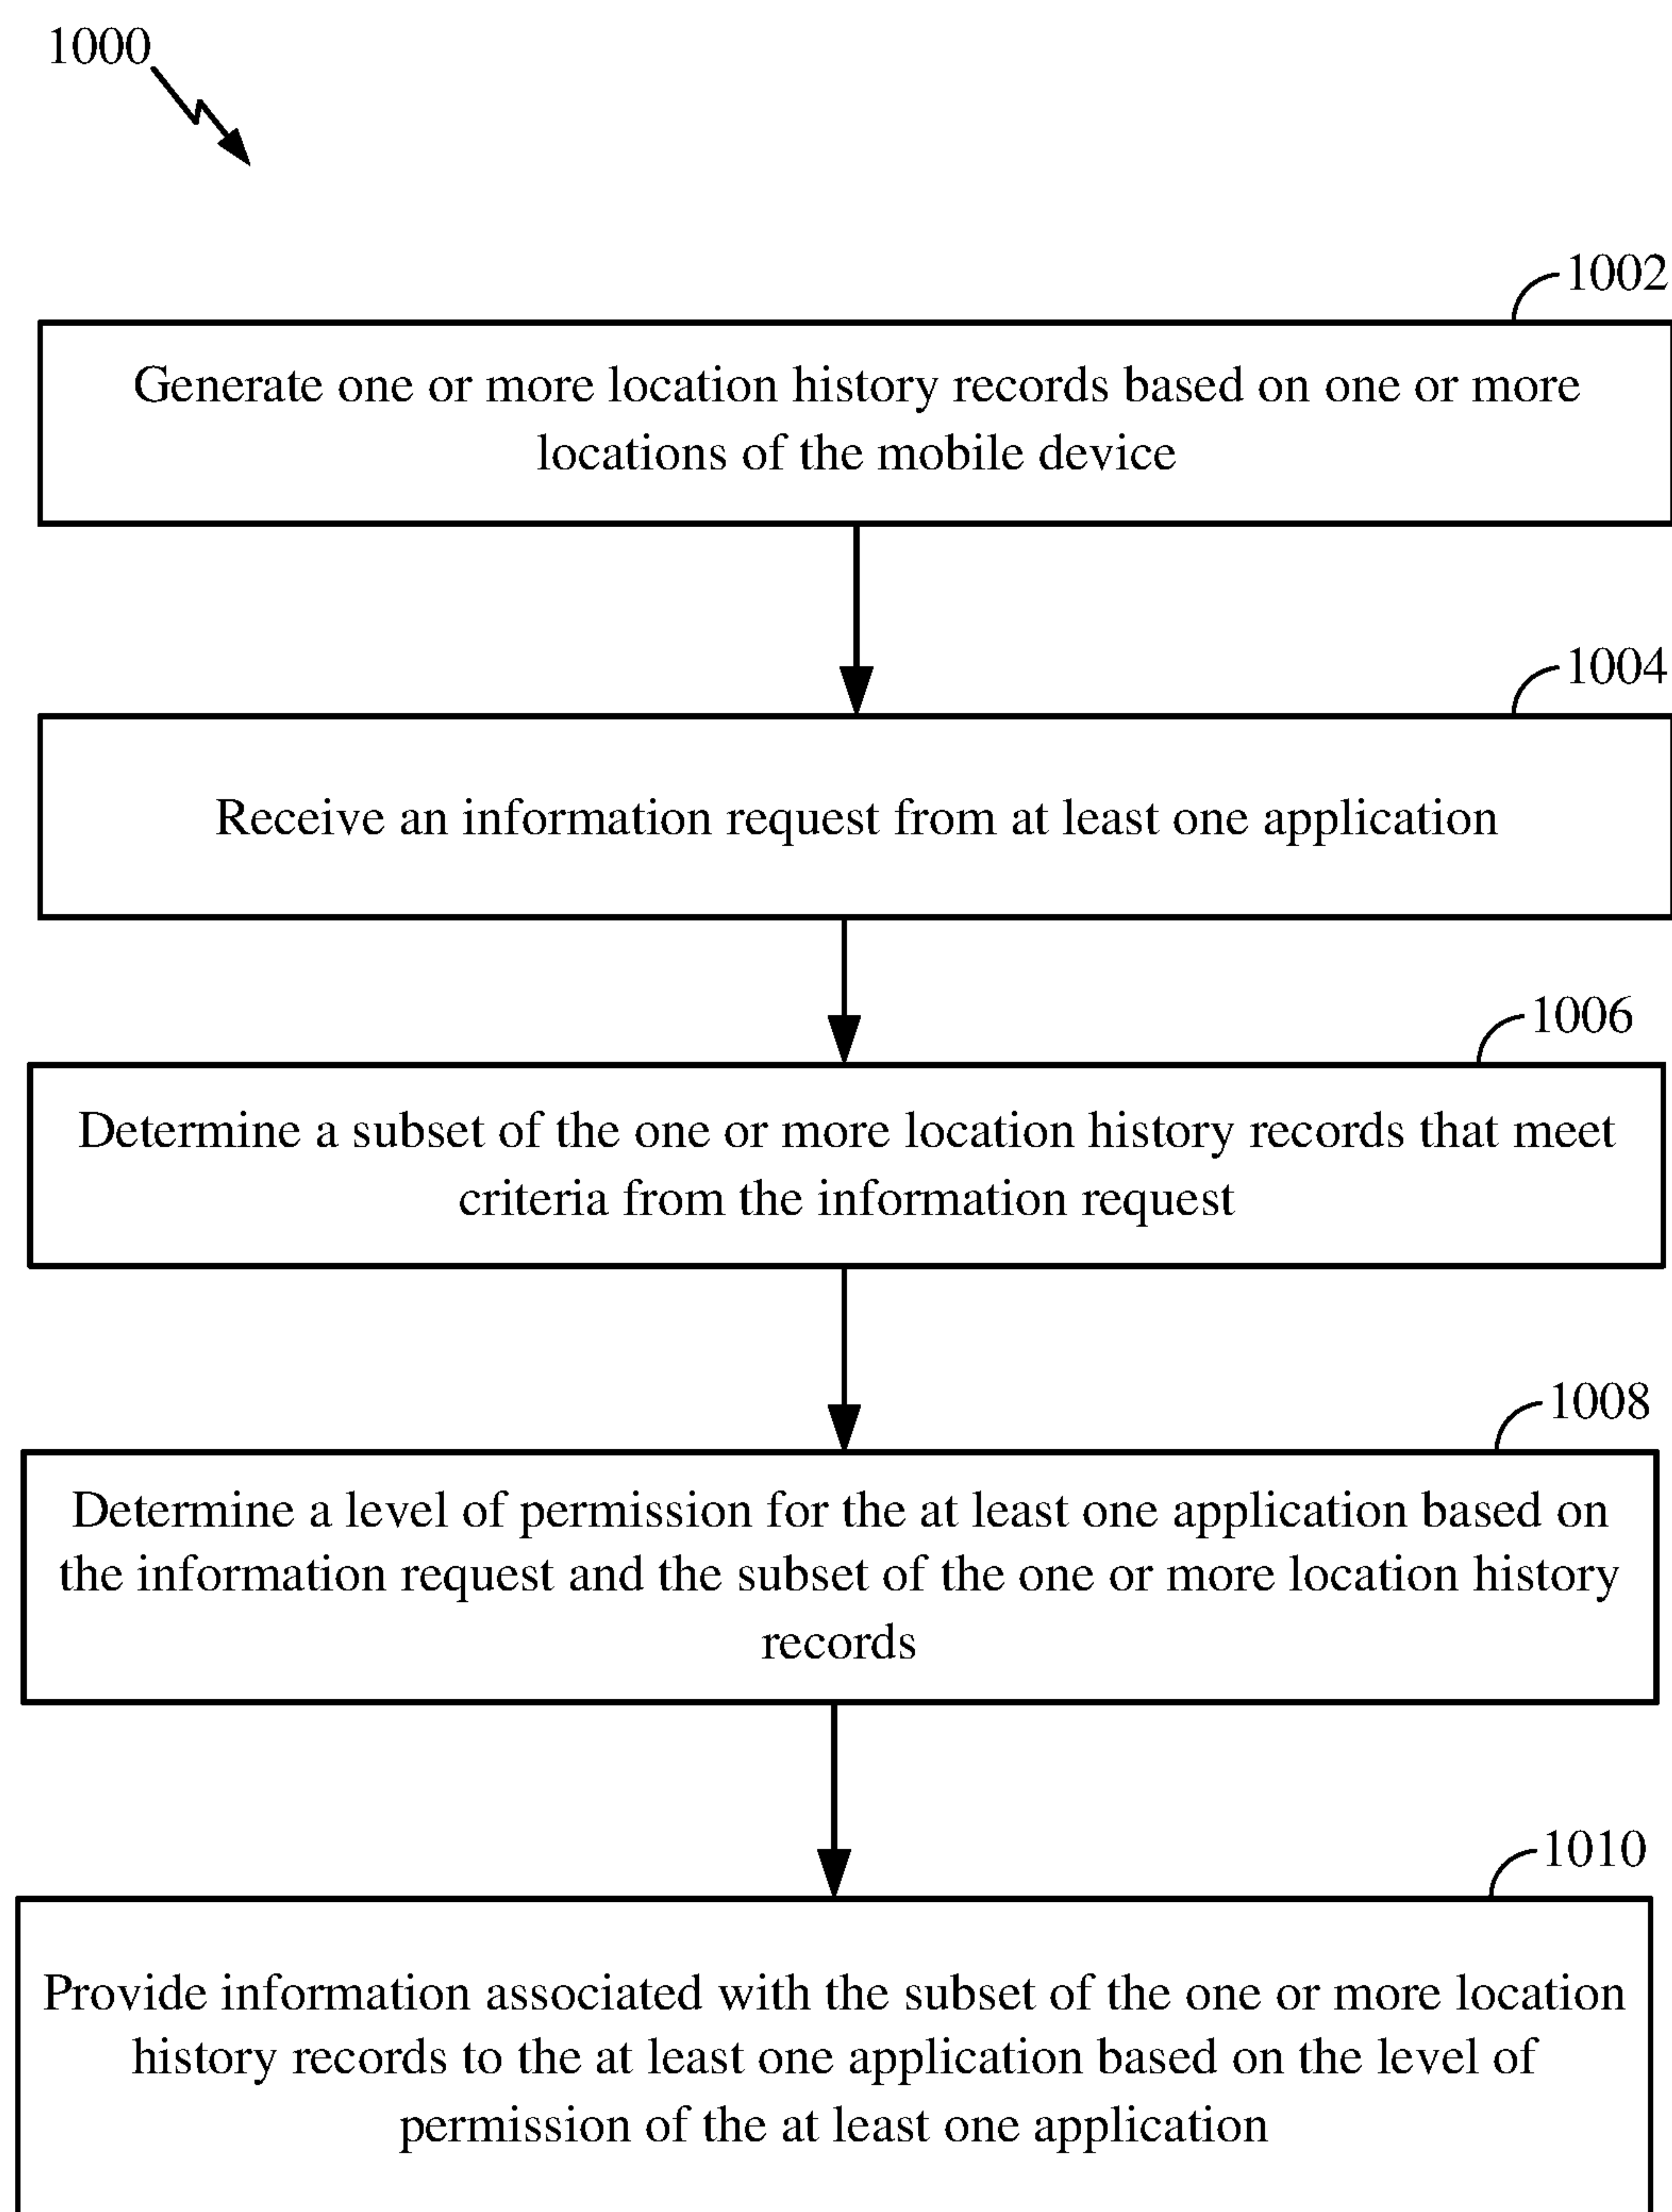 1000
1002
Generate one or more location history records based on one or more
locations of the mobile device
1004
Receive an information request from at least one application
1006
Determine a subset of the one or more location history records that meet
criteria from the information request
1008
Determine a level of permission for the at least one application based on
the information request and the subset of the one or more location history
records
1010
Provide information associated with the subset of the one or more location
history records to the at least one application based on the level of
permission of the at least one application